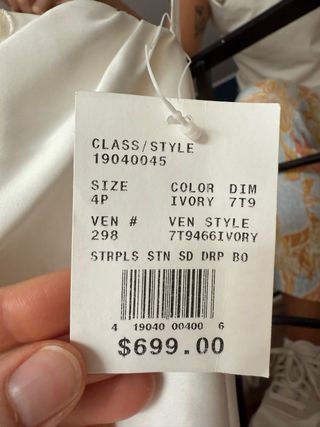 CLASS/STYLE
19040045
SIZE COLOR DIM
4P IVORY 7T9
VEN # VEN STYLE
298 7T9466IVORY
STRPLS STN SD DRP BO
4 19040 00400 6
$699.00